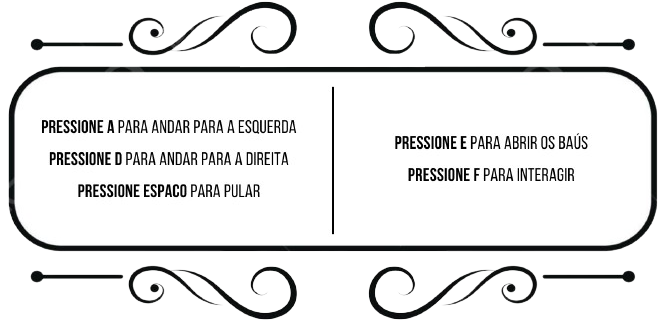 PRESSIONE A PARA ANDAR PARA A ESQUERDA
PRESSIONE D PARA ANDAR PARA A DIREITA
PRESSIONE ESPACO PARA PULAR
PRESSIONE E PARA ABRIR OS BAÚS
PRESSIONE F PARA INTERAGIR